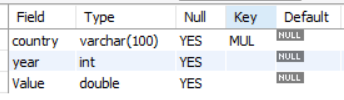 Field Type Null Key Default
country varchar(100) YES MUL NULL
year int YES NULL
Value double YES NULL